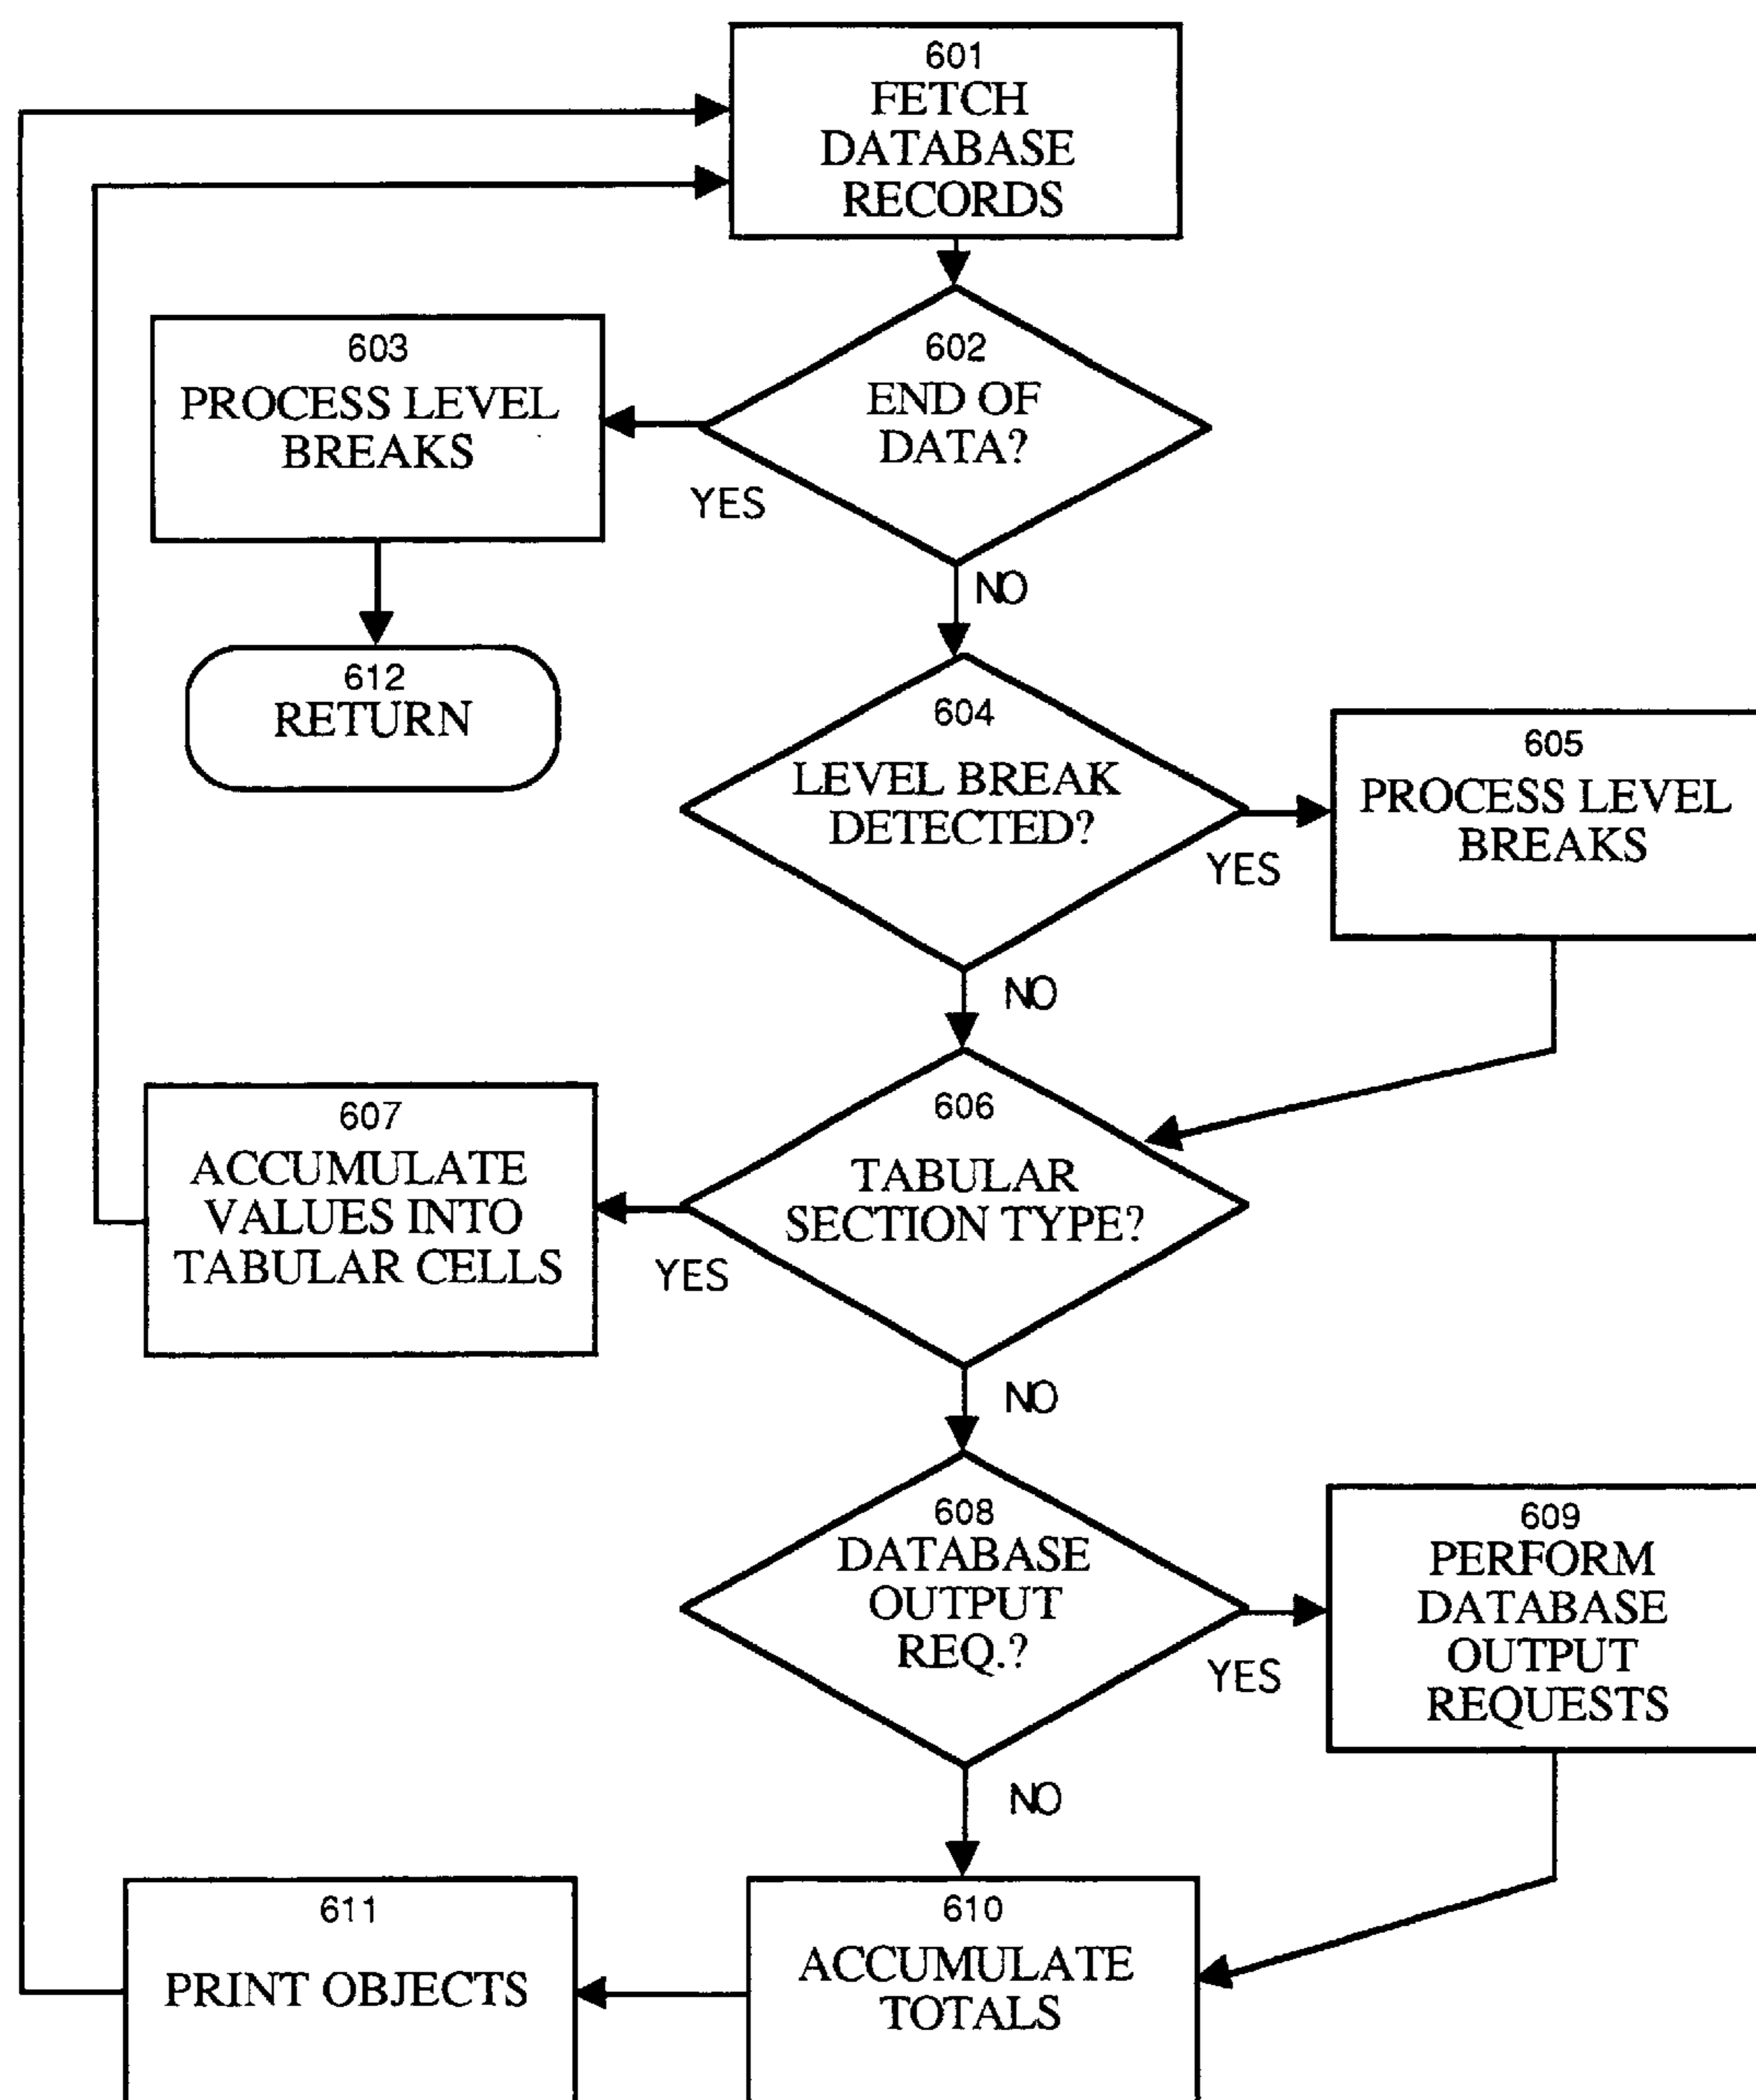 601
FETCH
DATABASE
RECORDS
602
END OF
DATA?
YES
NO
603
PROCESS LEVEL
BREAKS
612
RETURN
604
LEVEL BREAK
DETECTED?
YES
NO
605
PROCESS LEVEL
BREAKS
606
TABULAR
SECTION TYPE?
YES
NO
607
ACCUMULATE
VALUES INTO
TABULAR CELLS
608
DATABASE
OUTPUT
REQ.?
YES
NO
609
PERFORM
DATABASE
OUTPUT
REQUESTS
610
ACCUMULATE
TOTALS
611
PRINT OBJECTS